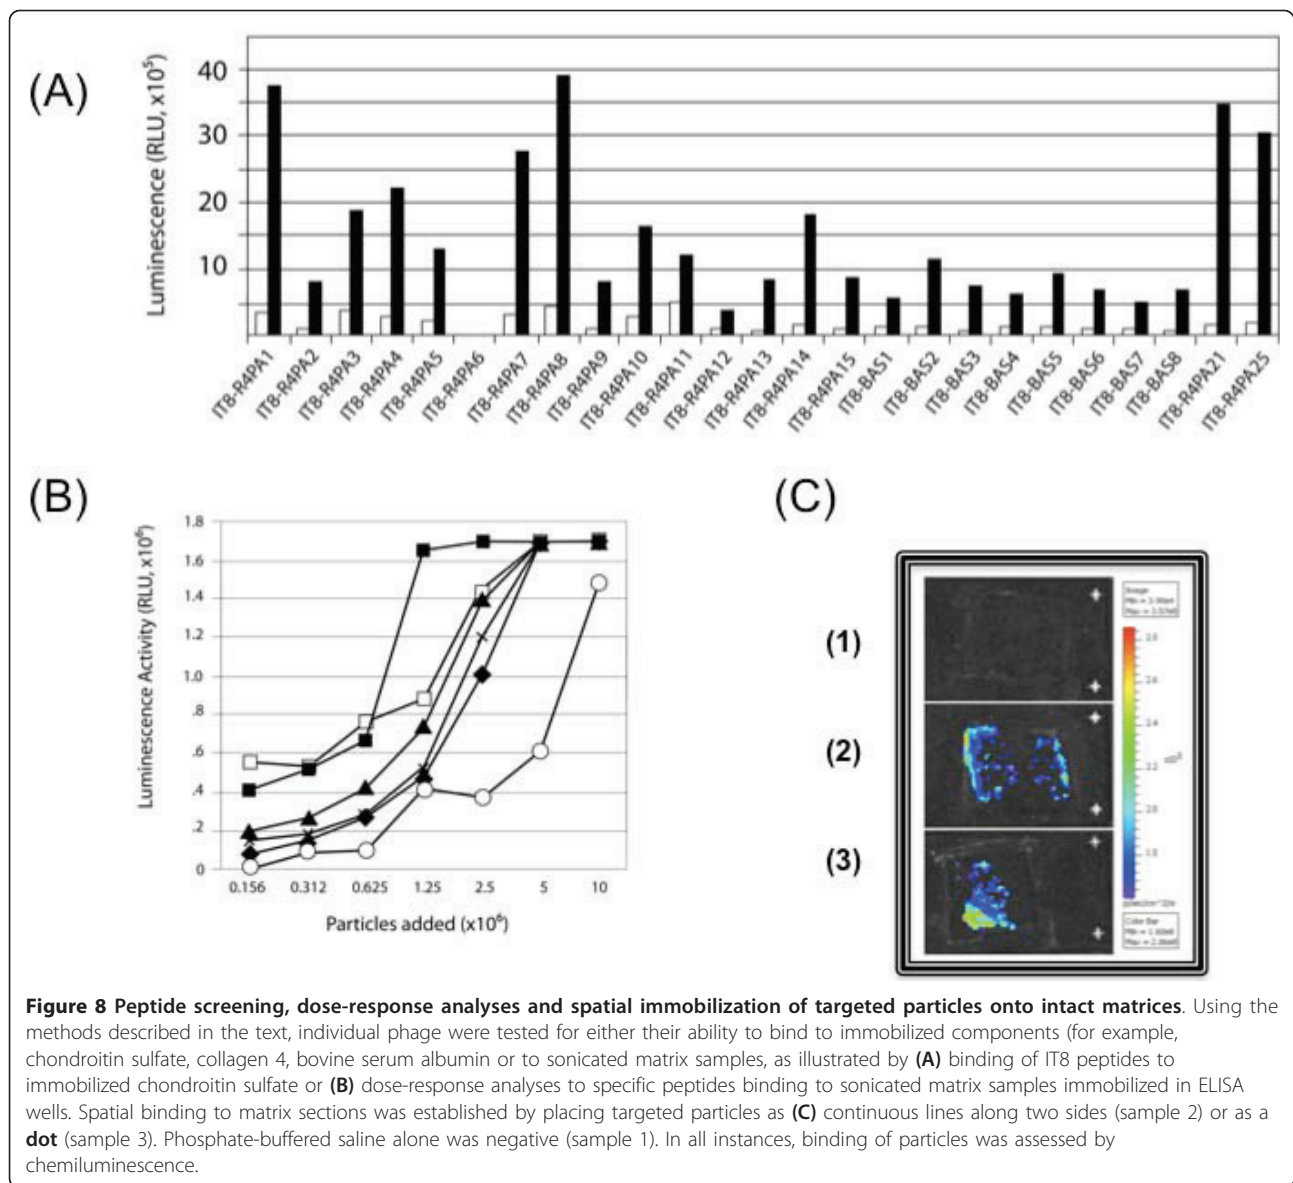 (A)
Luminescence (RLU, x10⁵)
40
30
20
10
IT8-R4PA1
IT8-R4PA2
IT8-R4PA3
IT8-R4PA4
IT8-R4PA5
IT8-R4PA6
IT8-R4PA7
IT8-R4PA8
IT8-R4PA9
IT8-R4PA10
IT8-R4PA11
IT8-R4PA12
IT8-R4PA13
IT8-R4PA14
IT8-R4PA15
IT8-BAS1
IT8-BAS2
IT8-BAS3
IT8-BAS4
IT8-BAS5
IT8-BAS6
IT8-BAS7
IT8-BAS8
IT8-R4PA21
IT8-R4PA25
(B)
Luminescence Activity (RLU, x10⁶)
1.8
1.6
1.4
1.2
1.0
.8
.6
.4
.2
0
0.156 0.312 0.625 1.25 2.5 5 10
Particles added (x10⁶)
(C)
(1)
(2)
(3)
Image
Color Bar
Figure 8 Peptide screening, dose-response analyses and spatial immobilization of targeted particles onto intact matrices. Using the
methods described in the text, individual phage were tested for either their ability to bind to immobilized components (for example,
chondroitin sulfate, collagen 4, bovine serum albumin or to sonicated matrix samples, as illustrated by (A) binding of IT8 peptides to
immobilized chondroitin sulfate or (B) dose-response analyses to specific peptides binding to sonicated matrix samples immobilized in ELISA
wells. Spatial binding to matrix sections was established by placing targeted particles as (C) continuous lines along two sides (sample 2) or as a
dot (sample 3). Phosphate-buffered saline alone was negative (sample 1). In all instances, binding of particles was assessed by
chemiluminescence.